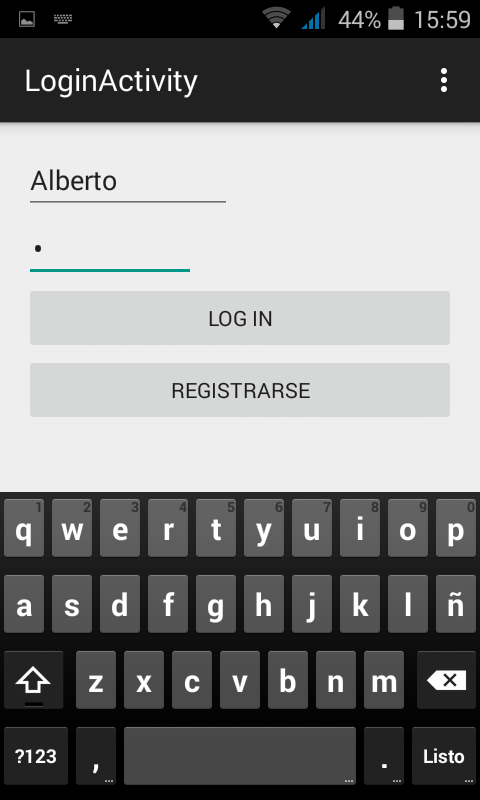 44% 15:59
LoginActivity
Alberto
•
LOG IN
REGISTRARSE
1 2 3 4 5 6 7 8 9 0
q w e r t y u i o p
a s d f g h j k l ñ
z x c v b n m
?123 , ... ... . ... Listo ...